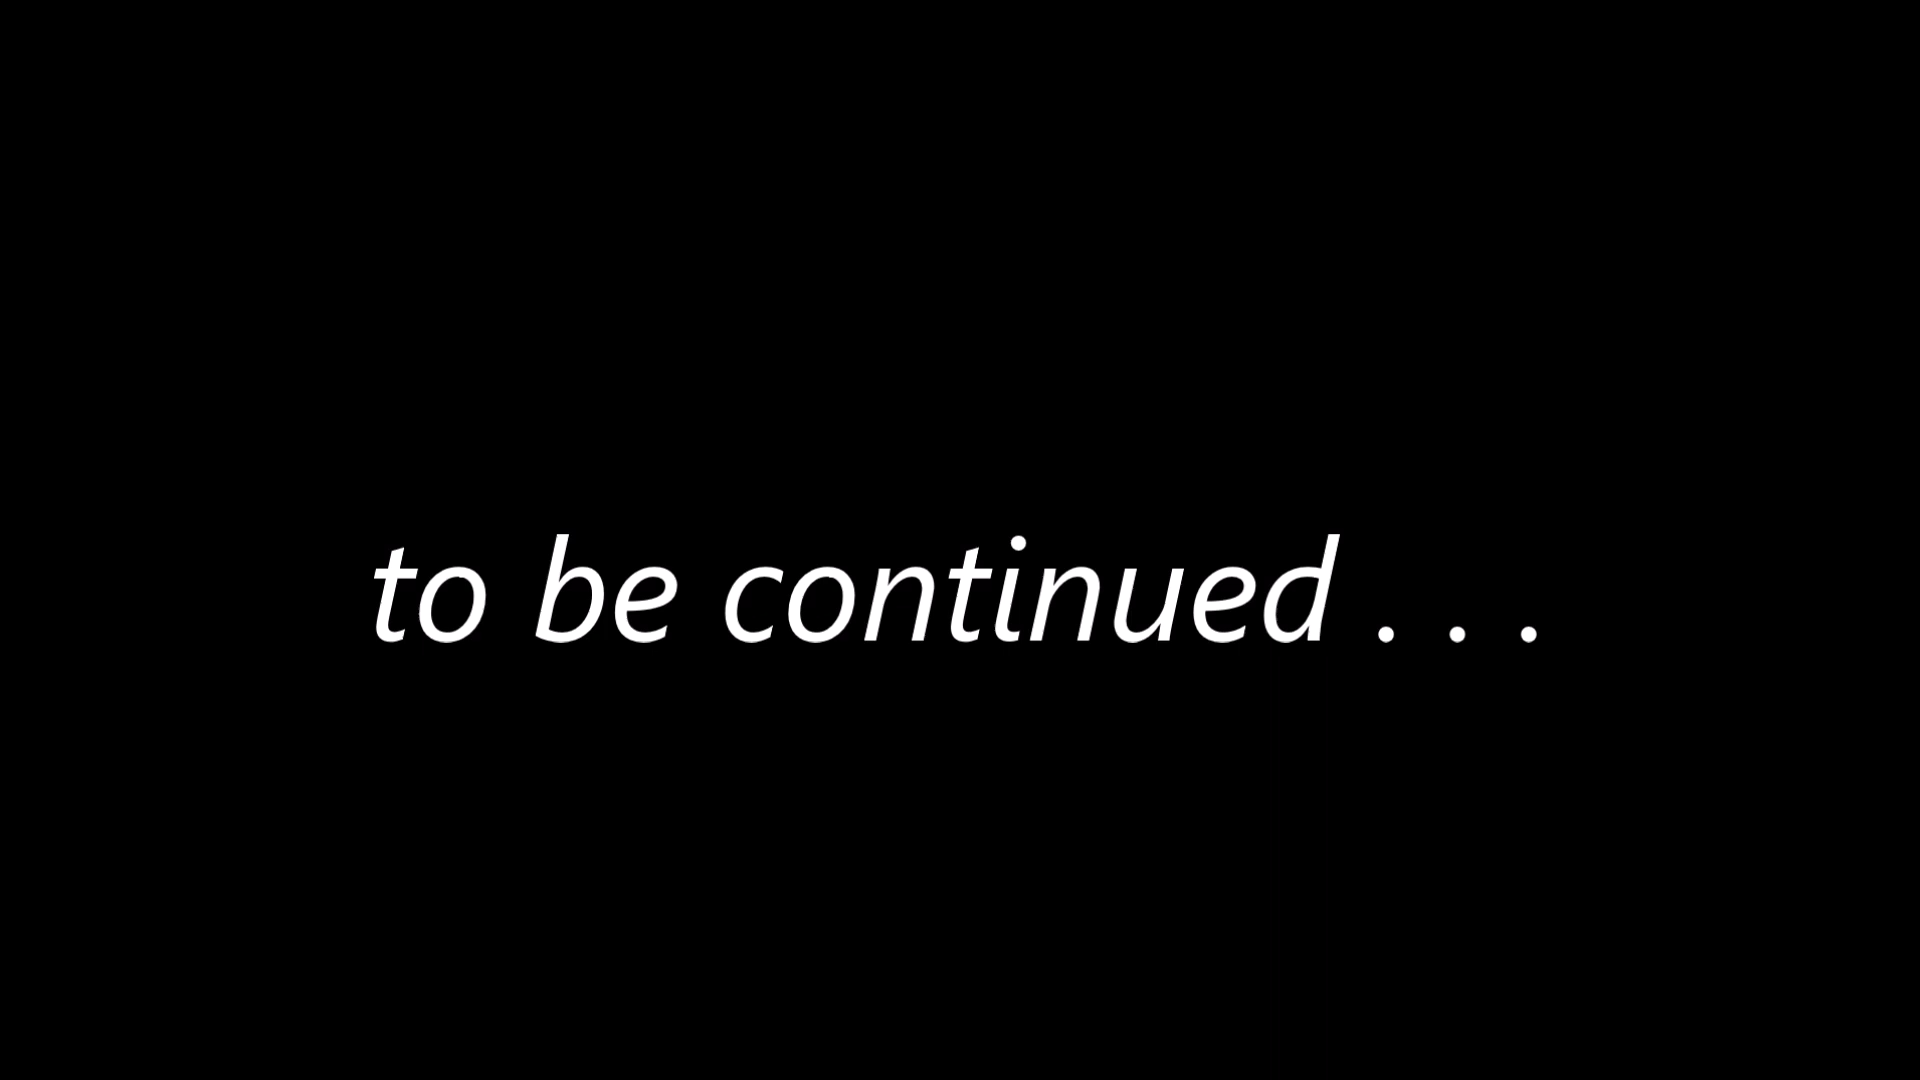 to be continued . . .